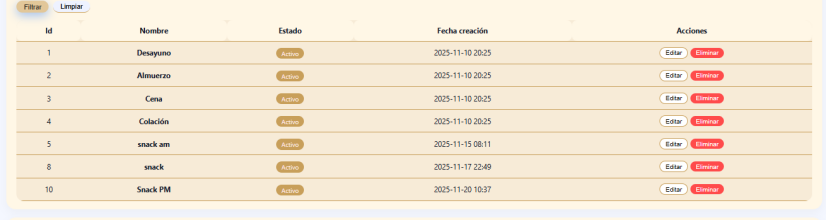 Filtrar Limpiar
Id Nombre Estado Fecha creación Acciones
1 Desayuno Activo 2025-11-10 20:25 Editar Eliminar
2 Almuerzo Activo 2025-11-10 20:25 Editar Eliminar
3 Cena Activo 2025-11-10 20:25 Editar Eliminar
4 Colación Activo 2025-11-10 20:25 Editar Eliminar
5 snack am Activo 2025-11-15 08:11 Editar Eliminar
8 snack Activo 2025-11-17 22:49 Editar Eliminar
10 Snack PM Activo 2025-11-20 10:37 Editar Eliminar